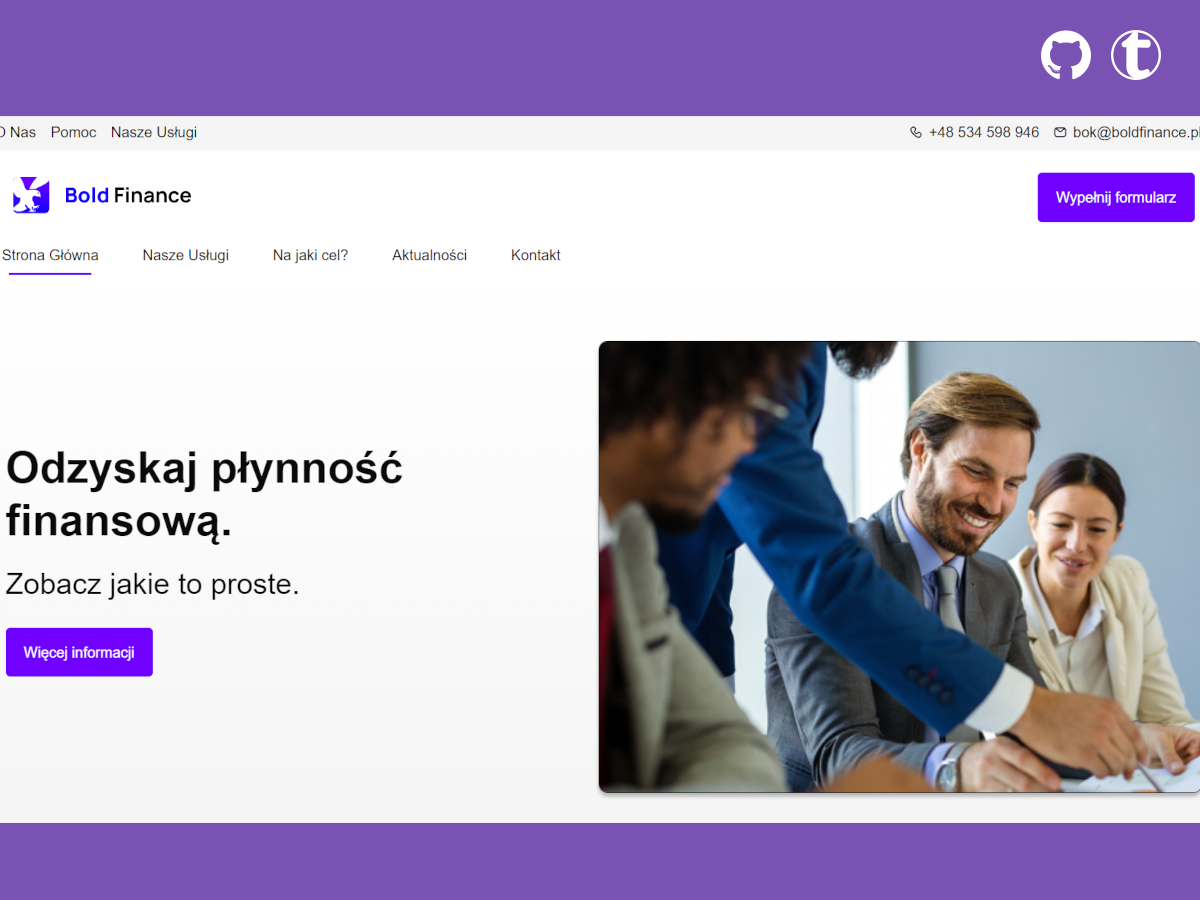 O Nas Pomoc Nasze Usługi +48 534 598 946 bok@boldfinance.pl
Bold Finance
Wypełnij formularz
Strona Główna Nasze Usługi Na jaki cel? Aktualności Kontakt
Odzyskaj płynność
finansową.
Zobacz jakie to proste.
Więcej informacji